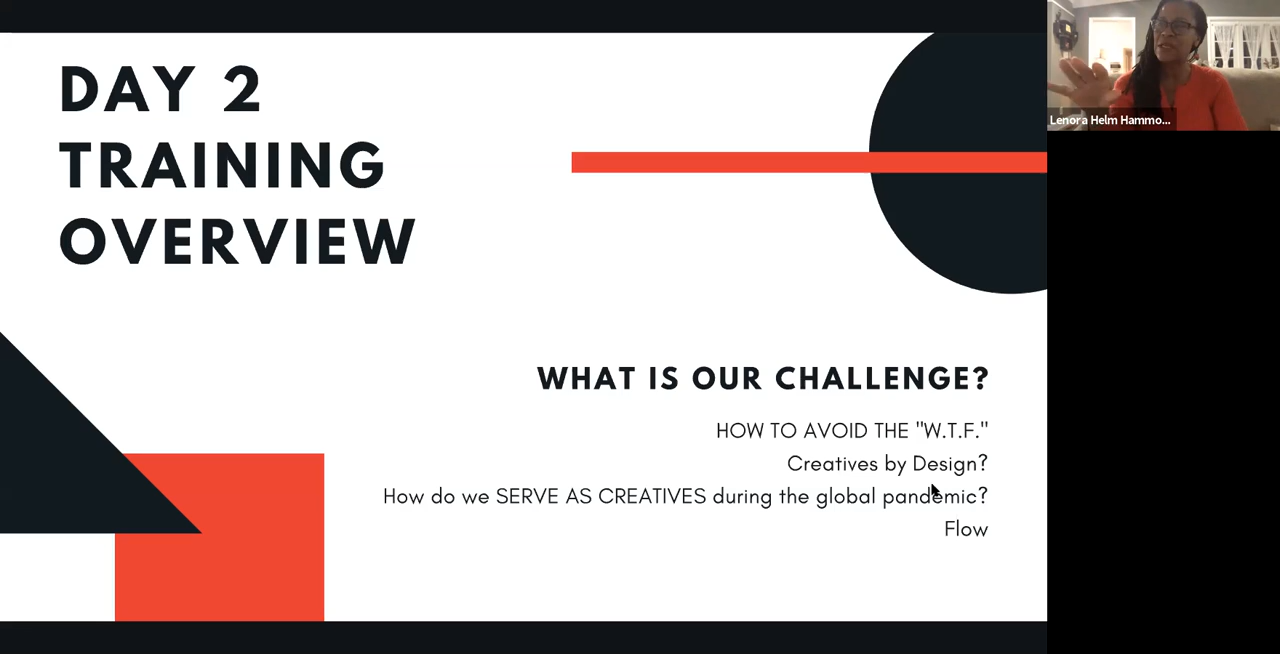 DAY 2
TRAINING
OVERVIEW
WHAT IS OUR CHALLENGE?
HOW TO AVOID THE "W.T.F."
Creatives by Design?
How do we SERVE AS CREATIVES during the global pandemic?
Flow
Lenora Helm Hammo...